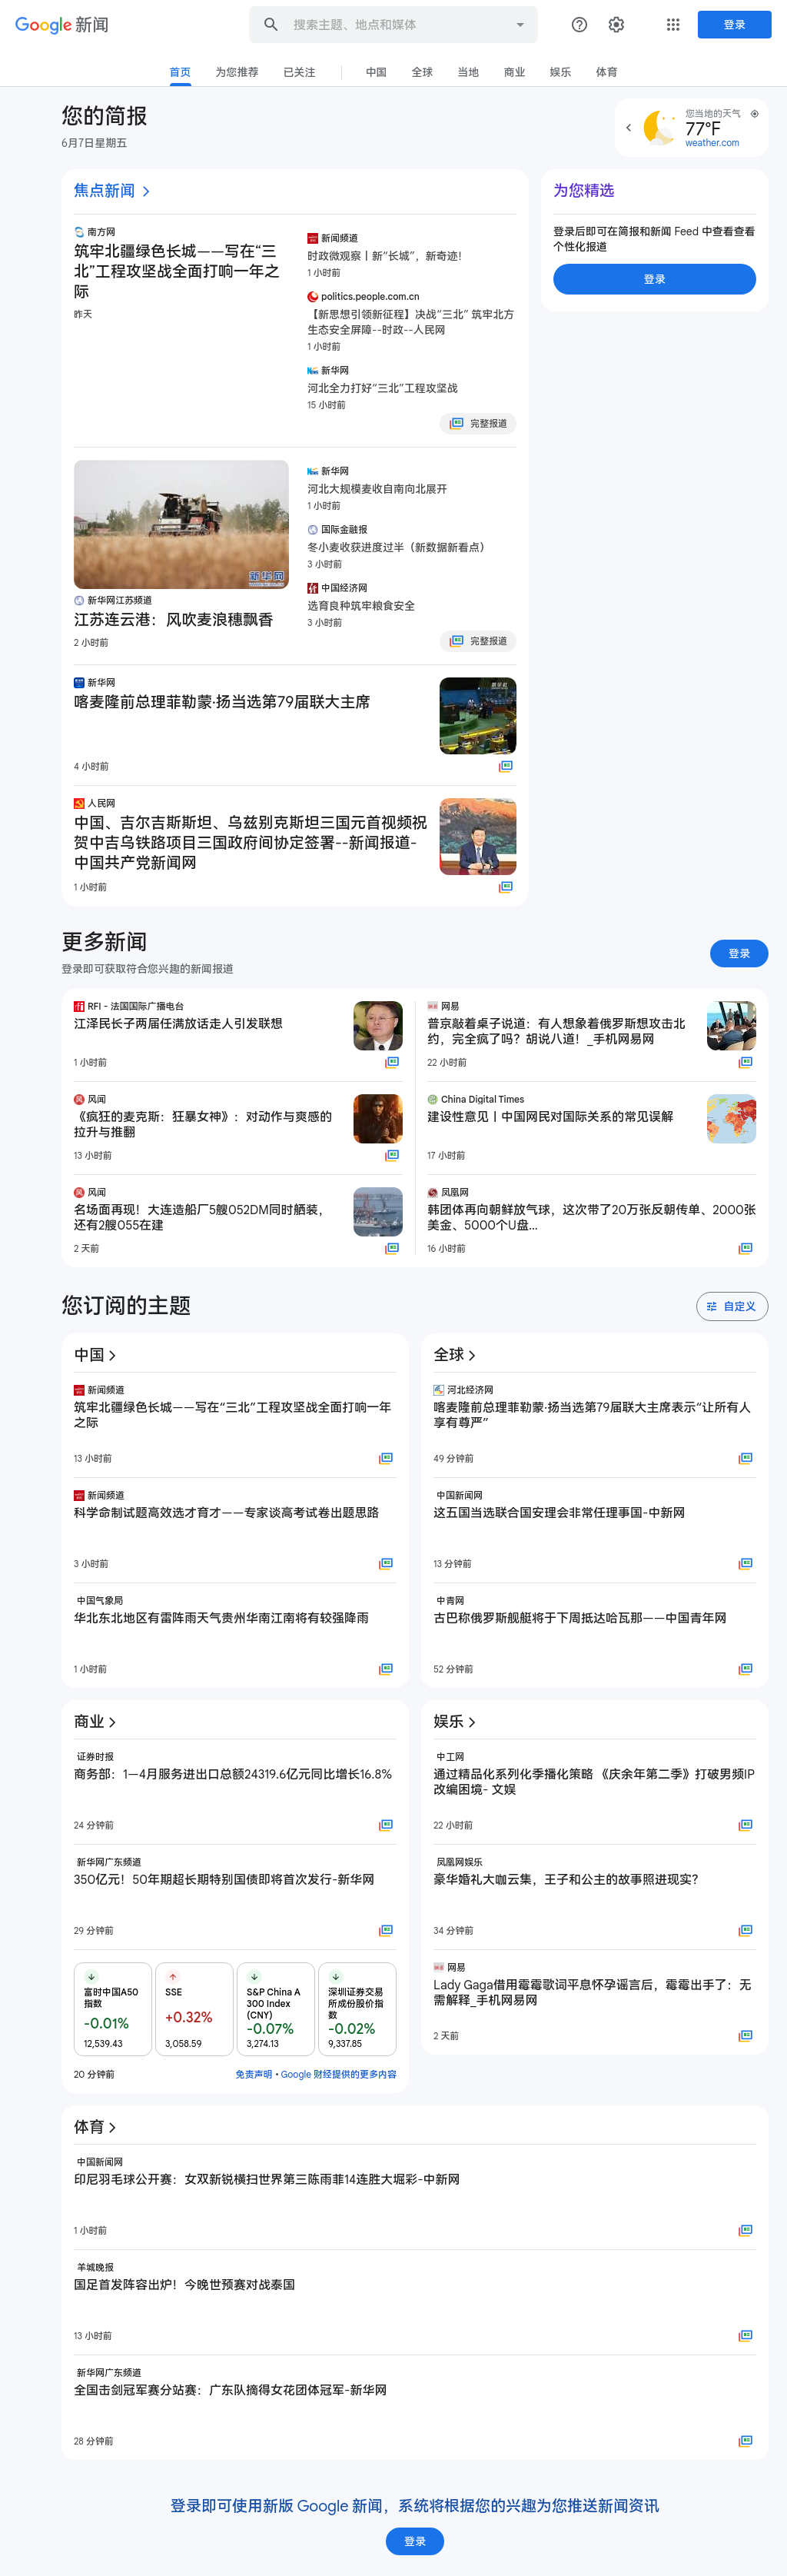 Google 新闻
搜索主题、地点和媒体
登录
首页
为您推荐
已关注
中国
全球
当地
商业
娱乐
体育
您的简报
6月7日星期五
您当地的天气
77°F
weather.com
焦点新闻
南方网
筑牢北疆绿色长城——写在“三
北”工程攻坚战全面打响一年之
际
昨天
新闻频道
时政微观察丨新“长城”，新奇迹！
1 小时前
politics.people.com.cn
【新思想引领新征程】决战“三北” 筑牢北方
生态安全屏障--时政--人民网
1 小时前
新华网
河北全力打好“三北”工程攻坚战
15 小时前
完整报道
新华网
新华网江苏频道
江苏连云港：风吹麦浪穗飘香
2 小时前
新华网
河北大规模麦收自南向北展开
1 小时前
国际金融报
冬小麦收获进度过半（新数据新看点）
3 小时前
中国经济网
选育良种筑牢粮食安全
3 小时前
完整报道
新华网
喀麦隆前总理菲勒蒙·扬当选第79届联大主席
4 小时前
人民网
中国、吉尔吉斯斯坦、乌兹别克斯坦三国元首视频祝
贺中吉乌铁路项目三国政府间协定签署--新闻报道-
中国共产党新闻网
1 小时前
为您精选
登录后即可在简报和新闻 Feed 中查看查看
个性化报道
登录
更多新闻
登录即可获取符合您兴趣的新闻报道
登录
RFI - 法国国际广播电台
江泽民长子两届任满放话走人引发联想
1 小时前
风闻
《疯狂的麦克斯：狂暴女神》：对动作与爽感的
拉升与推翻
13 小时前
风闻
名场面再现！大连造船厂5艘052DM同时舾装，
还有2艘055在建
2 天前
网易
普京敲着桌子说道：有人想象着俄罗斯想攻击北
约，完全疯了吗？胡说八道！_手机网易网
22 小时前
China Digital Times
建设性意见丨中国网民对国际关系的常见误解
17 小时前
凤凰网
韩团体再向朝鲜放气球，这次带了20万张反朝传单、2000张
美金、5000个U盘...
16 小时前
您订阅的主题
自定义
中国
新闻频道
筑牢北疆绿色长城——写在“三北”工程攻坚战全面打响一年
之际
13 小时前
新闻频道
科学命制试题高效选才育才——专家谈高考试卷出题思路
3 小时前
中国气象局
华北东北地区有雷阵雨天气贵州华南江南将有较强降雨
1 小时前
全球
河北经济网
喀麦隆前总理菲勒蒙·扬当选第79届联大主席表示“让所有人
享有尊严”
49 分钟前
中国新闻网
这五国当选联合国安理会非常任理事国-中新网
13 分钟前
中青网
古巴称俄罗斯舰艇将于下周抵达哈瓦那——中国青年网
52 分钟前
商业
证券时报
商务部：1—4月服务进出口总额24319.6亿元同比增长16.8%
24 分钟前
新华网广东频道
350亿元！50年期超长期特别国债即将首次发行-新华网
29 分钟前
富时中国A50
指数
-0.01%
12,539.43
SSE
+0.32%
3,058.59
S&P China A
300 Index
(CNY)
-0.07%
3,274.13
深圳证券交易
所成份股价指
数
-0.02%
9,337.85
20 分钟前
免责声明 • Google 财经提供的更多内容
娱乐
中工网
通过精品化系列化季播化策略 《庆余年第二季》打破男频IP
改编困境- 文娱
22 小时前
凤凰网娱乐
豪华婚礼大咖云集，王子和公主的故事照进现实？
34 分钟前
网易
Lady Gaga借用霉霉歌词平息怀孕谣言后，霉霉出手了：无
需解释_手机网易网
2 天前
体育
中国新闻网
印尼羽毛球公开赛：女双新锐横扫世界第三陈雨菲14连胜大堀彩-中新网
1 小时前
羊城晚报
国足首发阵容出炉！今晚世预赛对战泰国
13 小时前
新华网广东频道
全国击剑冠军赛分站赛：广东队摘得女花团体冠军-新华网
28 分钟前
登录即可使用新版 Google 新闻，系统将根据您的兴趣为您推送新闻资讯
登录